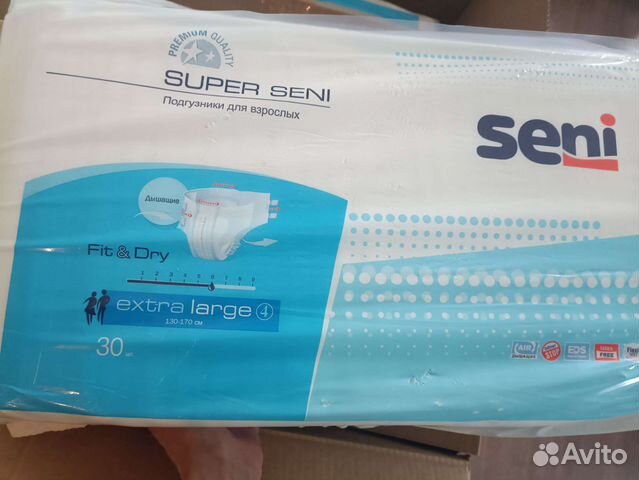 PREMIUM QUALITY
SUPER SENI
Подгузники для взрослых
seni
Дышащие
Fit & Dry
1 2 3 4 5 6 7 8 9
extra large 4
130-170 см
30 шт.
AIR
STOP
EDS
FREE
Avito